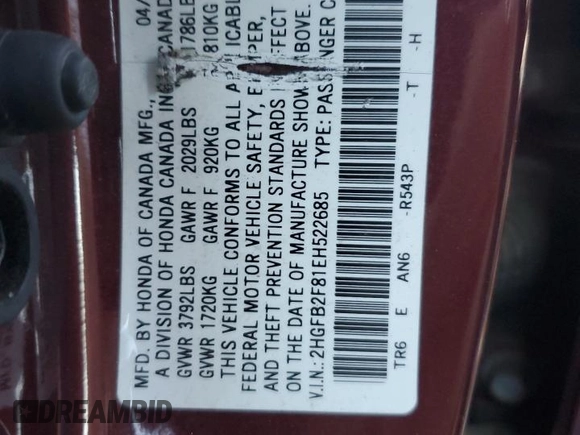 MFD. BY HONDA OF CANADA MFG., 04/
A DIVISION OF HONDA CANADA INC.
GVWR 3792LBS GAWR F 2029LBS 1786LB
GVWR 1720KG GAWR F 920KG 810KG
THIS VEHICLE CONFORMS TO ALL APPLICABLE
FEDERAL MOTOR VEHICLE SAFETY,
AND THEFT PREVENTION STANDARDS
ON THE DATE OF MANUFACTURE SHOWN ABOVE.
V.I.N.: 2HGFB2F81EH522685 TYPE: PASSENGER C
TR6 E AN6 -R543P -T -H
DREAMBID